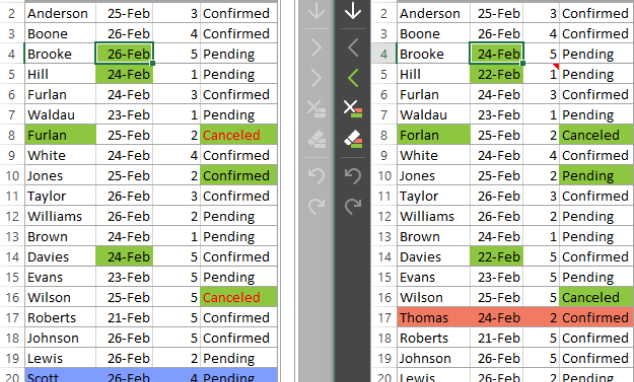 2 Anderson 25-Feb 3 Confirmed
3 Boone 26-Feb 4 Confirmed
4 Brooke 26-Feb 5 Pending
5 Hill 24-Feb 1 Pending
6 Furlan 24-Feb 3 Confirmed
7 Waldau 23-Feb 1 Pending
8 Furlan 25-Feb 2 Canceled
9 White 24-Feb 4 Confirmed
10 Jones 25-Feb 2 Confirmed
11 Taylor 26-Feb 3 Confirmed
12 Williams 26-Feb 2 Pending
13 Brown 24-Feb 1 Pending
14 Davies 24-Feb 5 Confirmed
15 Evans 23-Feb 5 Pending
16 Wilson 25-Feb 5 Canceled
17 Roberts 21-Feb 5 Confirmed
18 Johnson 26-Feb 5 Confirmed
19 Lewis 26-Feb 2 Pending
20 Scott 26-Feb 4 Pending
2 Anderson 25-Feb 3 Confirmed
3 Boone 26-Feb 4 Confirmed
4 Brooke 24-Feb 5 Pending
5 Hill 22-Feb 1 Pending
6 Furlan 24-Feb 3 Confirmed
7 Waldau 23-Feb 1 Pending
8 Forlan 25-Feb 2 Canceled
9 White 24-Feb 4 Confirmed
10 Jones 25-Feb 2 Pending
11 Taylor 26-Feb 3 Confirmed
12 Williams 26-Feb 2 Pending
13 Brown 24-Feb 1 Pending
14 Davies 22-Feb 5 Confirmed
15 Evans 23-Feb 5 Pending
16 Wilson 25-Feb 5 Canceled
17 Thomas 24-Feb 2 Confirmed
18 Roberts 21-Feb 5 Confirmed
19 Johnson 26-Feb 5 Confirmed
20 Lewis 26-Feb 2 Pending